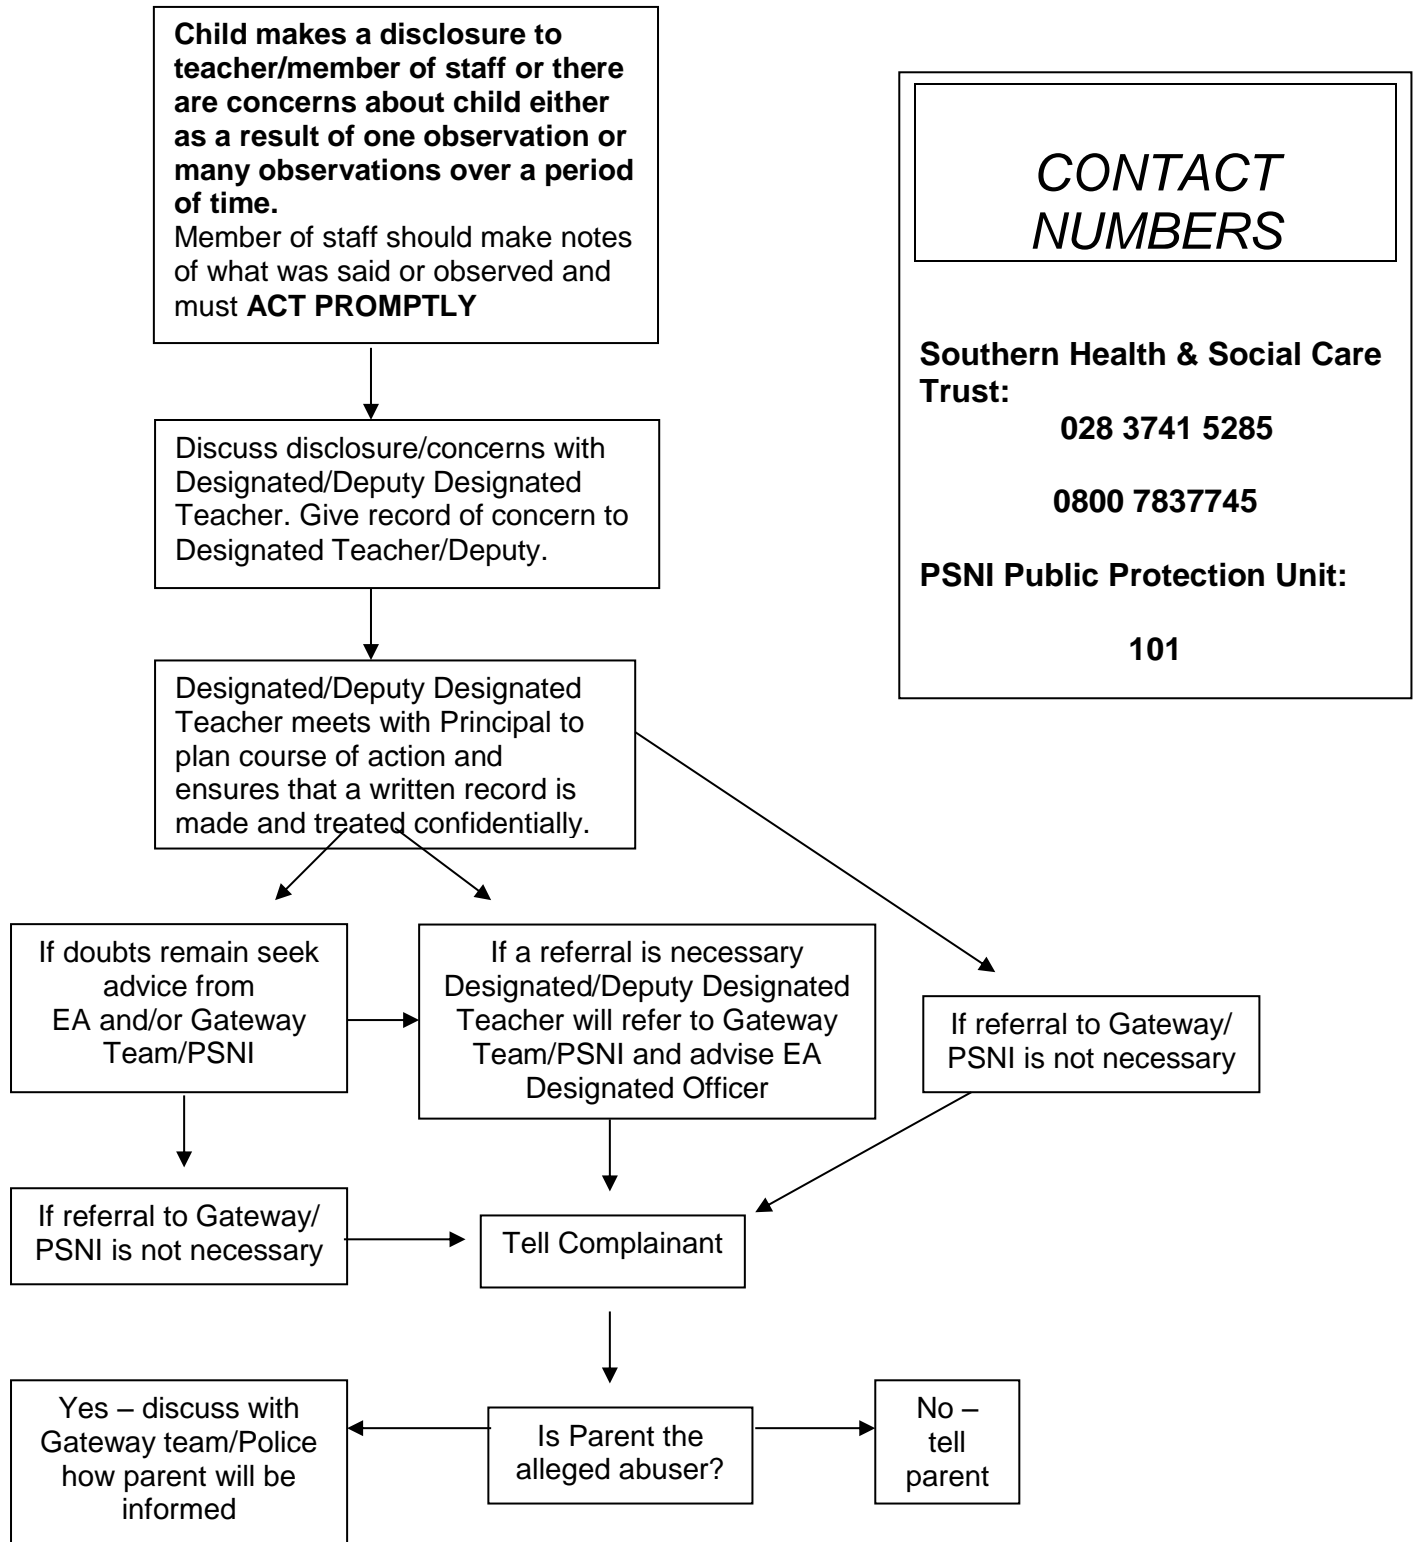 Child makes a disclosure to
teacher/member of staff or there
are concerns about child either
as a result of one observation or
many observations over a period
of time.
Member of staff should make notes
of what was said or observed and
must ACT PROMPTLY
CONTACT
NUMBERS
Southern Health & Social Care
Trust:
028 3741 5285
0800 7837745
PSNI Public Protection Unit:
101
Discuss disclosure/concerns with
Designated/Deputy Designated
Teacher. Give record of concern to
Designated Teacher/Deputy.
Designated/Deputy Designated
Teacher meets with Principal to
plan course of action and
ensures that a written record is
made and treated confidentially.
If doubts remain seek
advice from
EA and/or Gateway
Team/PSNI
If a referral is necessary
Designated/Deputy Designated
Teacher will refer to Gateway
Team/PSNI and advise EA
Designated Officer
If referral to Gateway/
PSNI is not necessary
If referral to Gateway/
PSNI is not necessary
Tell Complainant
Yes – discuss with
Gateway team/Police
how parent will be
informed
Is Parent the
alleged abuser?
No –
tell
parent